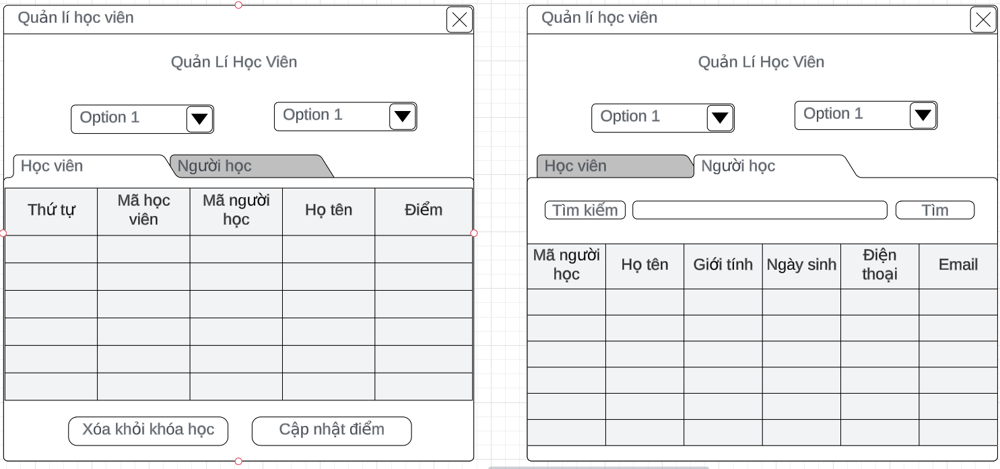 Quản lí học viên
Quản Lí Học Viên
Option 1
Option 1
Học viên
Người học
Thứ tự
Mã học
viên
Mã người
học
Họ tên
Điểm
Xóa khỏi khóa học
Cập nhật điểm
Quản lí học viên
Quản Lí Học Viên
Option 1
Option 1
Học viên
Người học
Tìm kiếm
Tìm
Mã người
học
Họ tên
Giới tính
Ngày sinh
Điện
thoại
Email